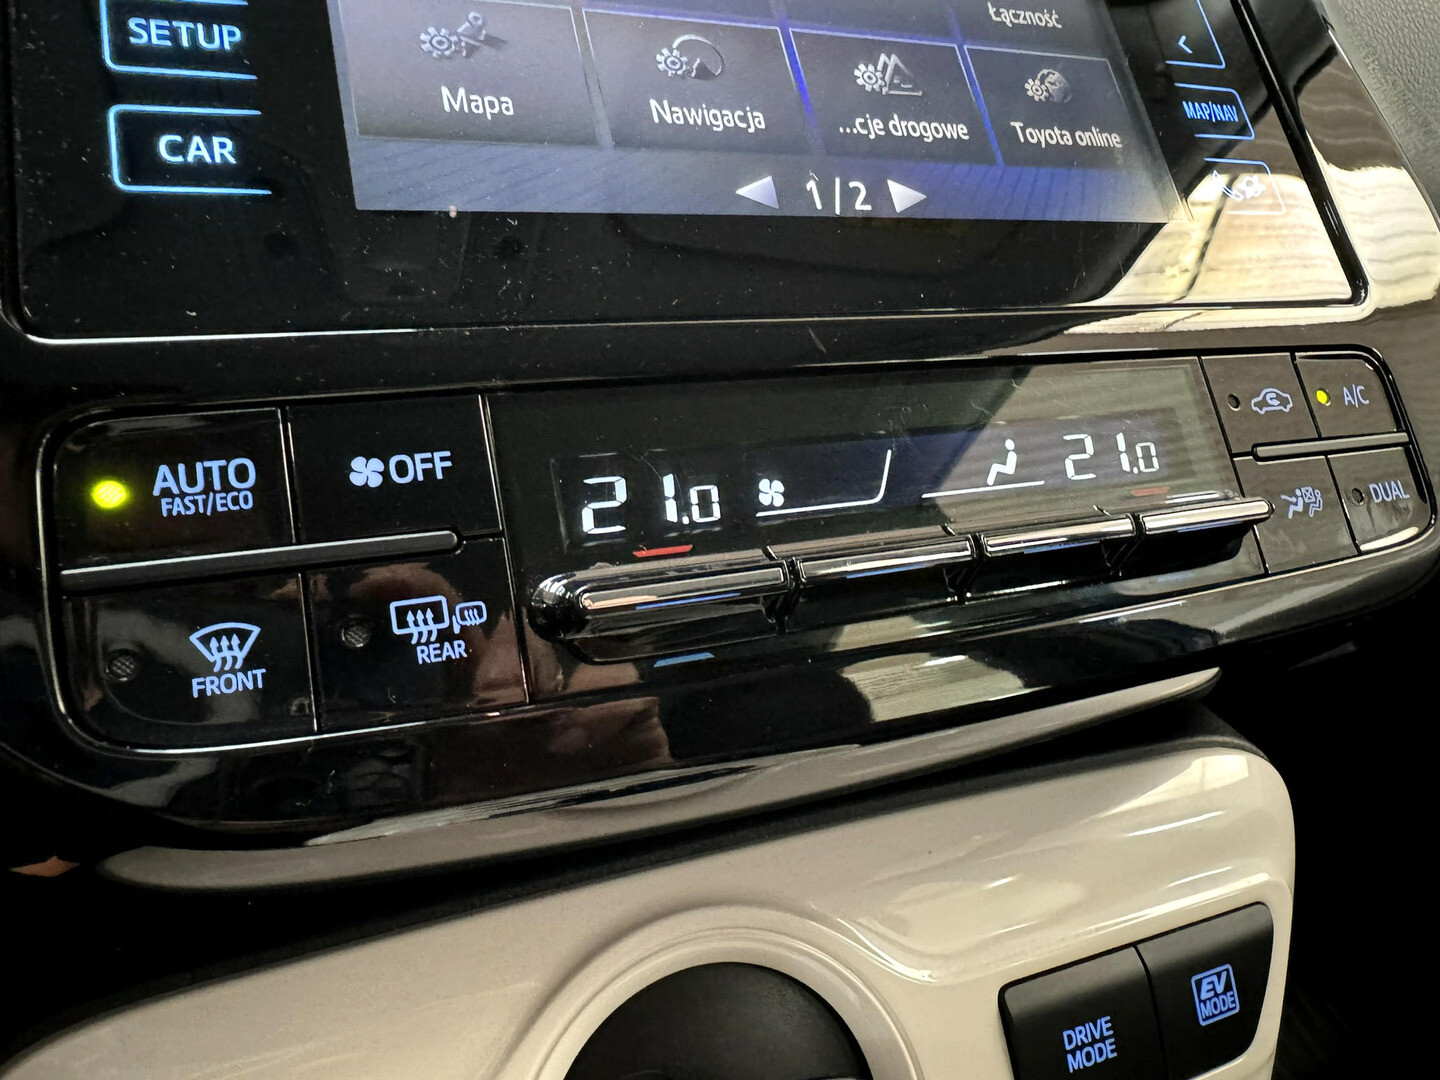 SETUP
Łączność
Mapa
Nawigacja
...cje drogowe
Toyota online
MAP/NAV
CAR
1/2
AUTO
FAST/ECO
OFF
21.0
21.0
A/C
DUAL
FRONT
REAR
DRIVE
MODE
EV
MODE